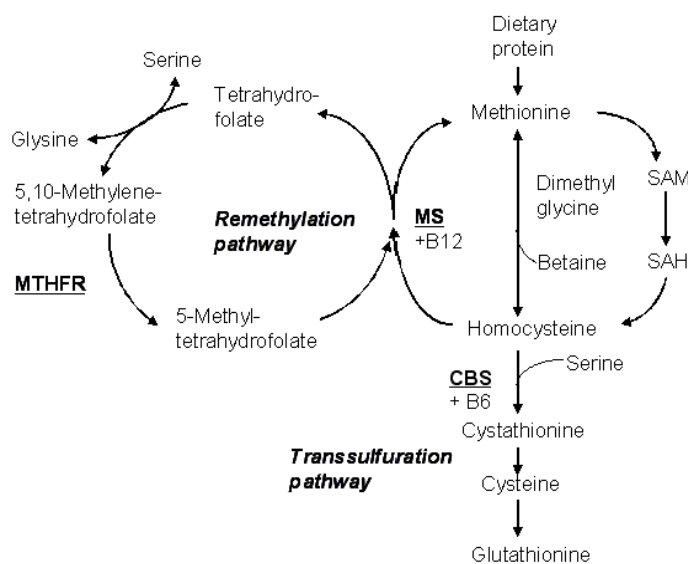 Dietary
protein
Serine
Tetrahydro-
folate
Methionine
Glysine
5,10-Methylene-
tetrahydrofolate
Dimethyl
glycine
SAM
Remethylation
pathway
MS
+B12
MTHFR
Betaine
SAH
5-Methyl-
tetrahydrofolate
Homocysteine
CBS
+ B6
Serine
Cystathionine
Transsulfuration
pathway
Cysteine
Glutathionine